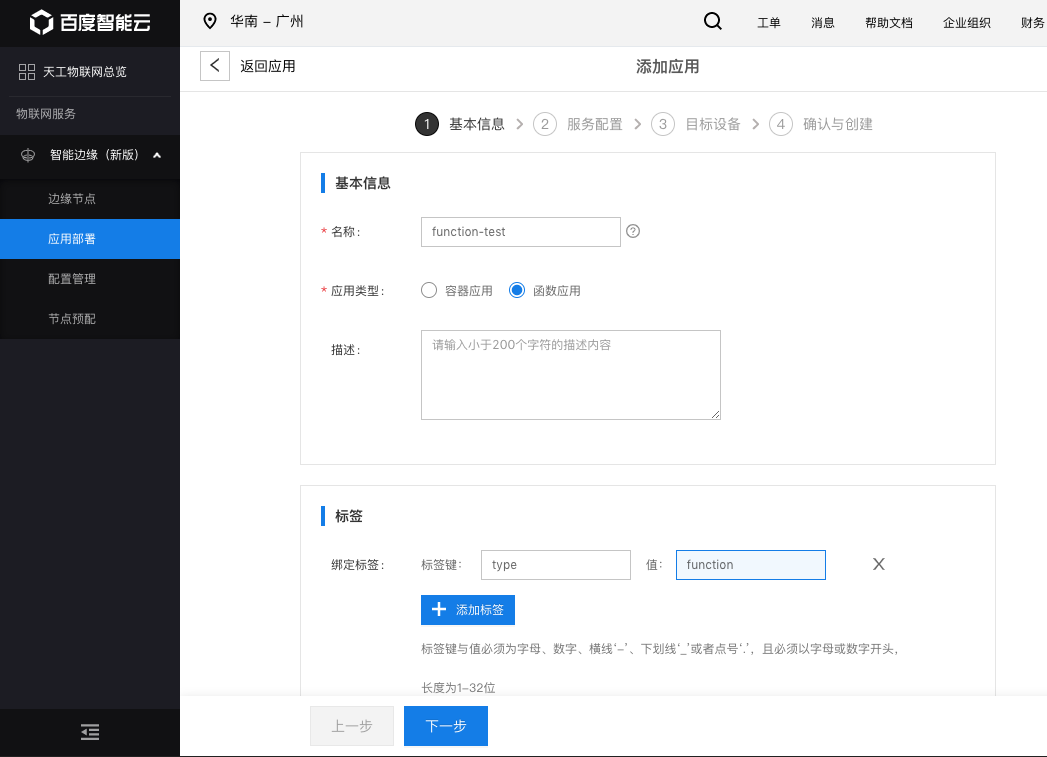 百度智能云
华南 - 广州
工单 消息 帮助文档 企业组织 财务
天工物联网总览
物联网服务
智能边缘（新版）
边缘节点
应用部署
配置管理
节点预配
返回应用
添加应用
1 基本信息 2 服务配置 3 目标设备 4 确认与创建
基本信息
* 名称： function-test ?
* 应用类型： 容器应用 函数应用
描述： 请输入小于200个字符的描述内容
标签
绑定标签： 标签键： type 值： function X
+ 添加标签
标签键与值必须为字母、数字、横线‘-’、下划线‘_’或者点号‘.’，且必须以字母或数字开头，
长度为1-32位
上一步 下一步